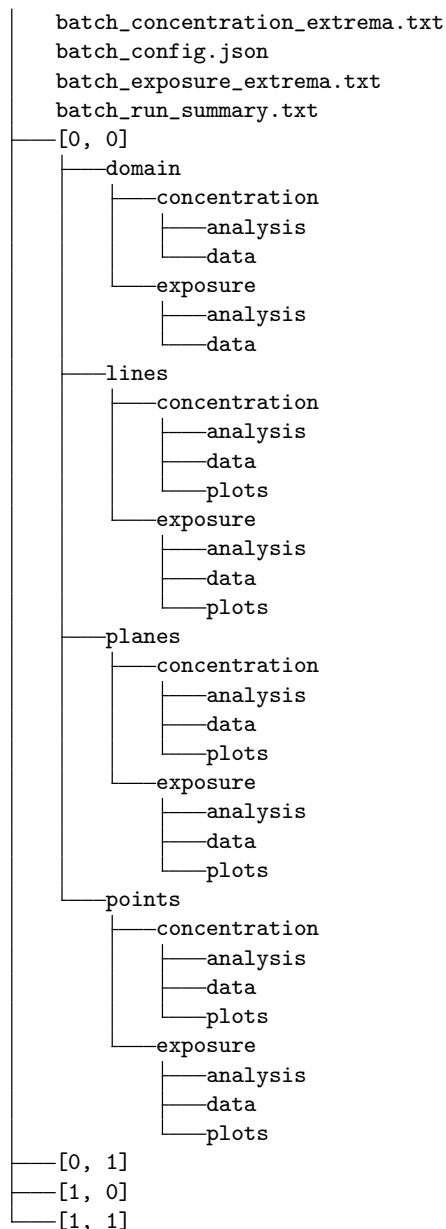 batch_concentration_extrema.txt
batch_config.json
batch_exposure_extrema.txt
batch_run_summary.txt
[0, 0]
domain
concentration
analysis
data
exposure
analysis
data
lines
concentration
analysis
data
plots
exposure
analysis
data
plots
planes
concentration
analysis
data
plots
exposure
analysis
data
plots
points
concentration
analysis
data
plots
exposure
analysis
data
plots
[0, 1]
[1, 0]
[1, 1]